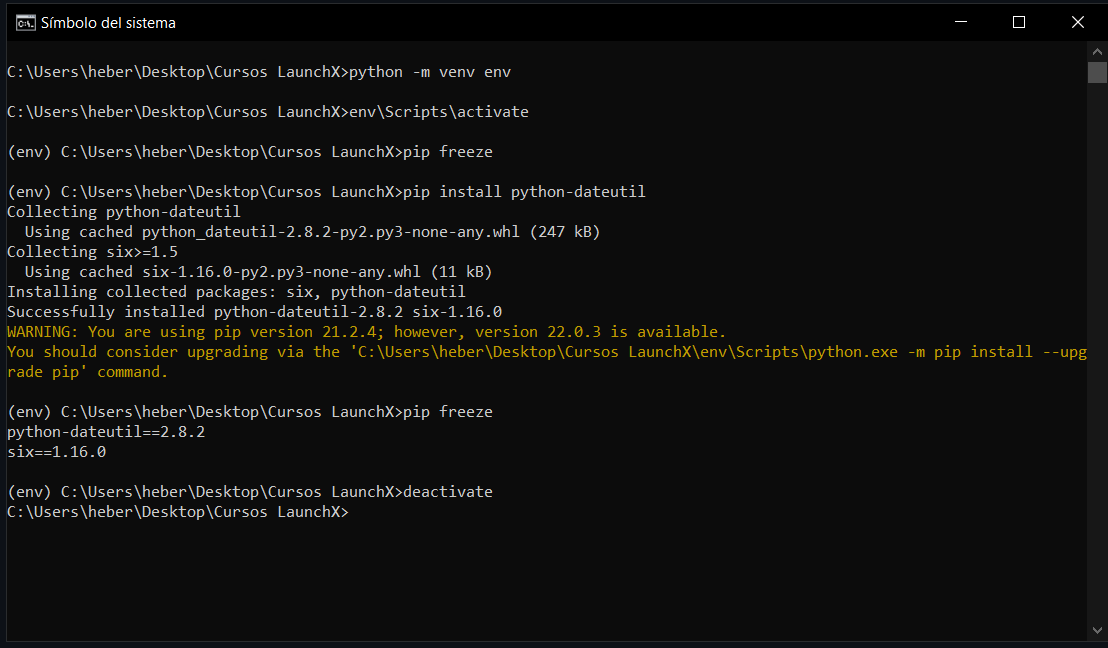 Símbolo del sistema
C:\Users\heber\Desktop\Cursos LaunchX>python -m venv env
C:\Users\heber\Desktop\Cursos LaunchX>env\Scripts\activate
(env) C:\Users\heber\Desktop\Cursos LaunchX>pip freeze
(env) C:\Users\heber\Desktop\Cursos LaunchX>pip install python-dateutil
Collecting python-dateutil
  Using cached python_dateutil-2.8.2-py2.py3-none-any.whl (247 kB)
Collecting six>=1.5
  Using cached six-1.16.0-py2.py3-none-any.whl (11 kB)
Installing collected packages: six, python-dateutil
Successfully installed python-dateutil-2.8.2 six-1.16.0
WARNING: You are using pip version 21.2.4; however, version 22.0.3 is available.
You should consider upgrading via the 'C:\Users\heber\Desktop\Cursos LaunchX\env\Scripts\python.exe -m pip install --upg
rade pip' command.
(env) C:\Users\heber\Desktop\Cursos LaunchX>pip freeze
python-dateutil==2.8.2
six==1.16.0
(env) C:\Users\heber\Desktop\Cursos LaunchX>deactivate
C:\Users\heber\Desktop\Cursos LaunchX>